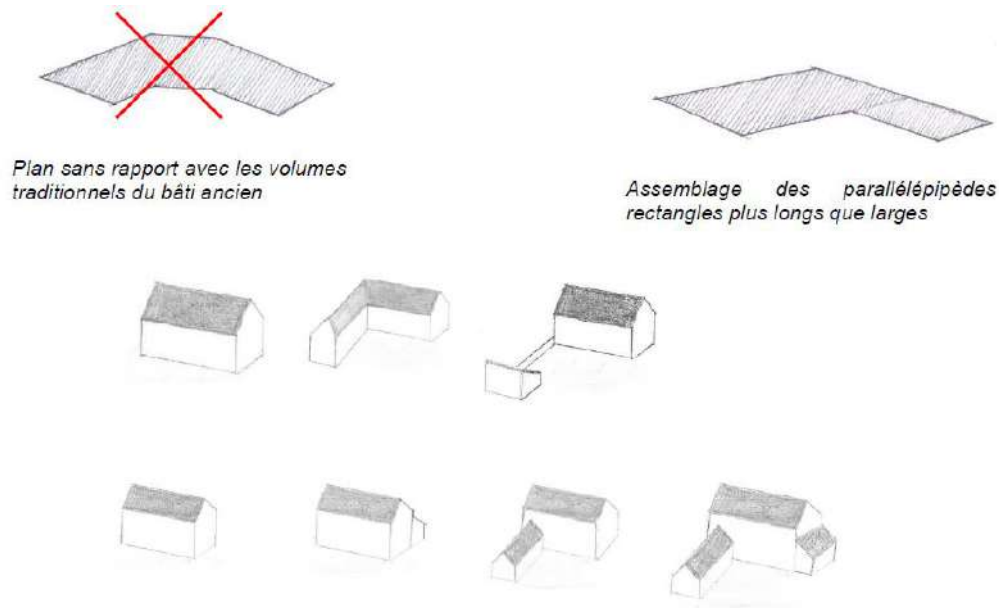 Plan sans rapport avec les volumes
traditionnels du bâti ancien
Assemblage des parallélépipèdes
rectangles plus longs que larges